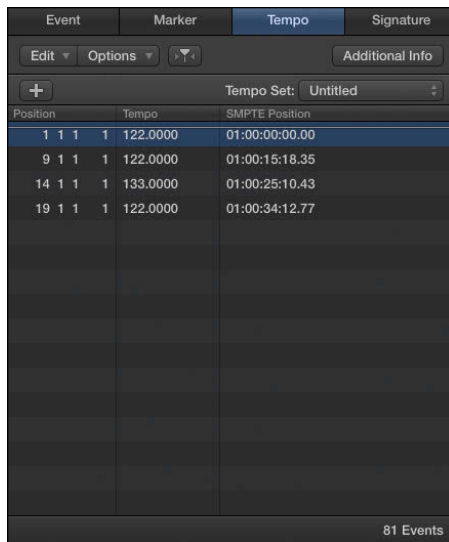 Event Marker Tempo Signature
Edit Options Additional Info
Tempo Set: Untitled
Position Tempo SMPTE Position
1 1 1 1 122.0000 01:00:00:00.00
9 1 1 1 122.0000 01:00:15:18.35
14 1 1 1 133.0000 01:00:25:10.43
19 1 1 1 122.0000 01:00:34:12.77
81 Events